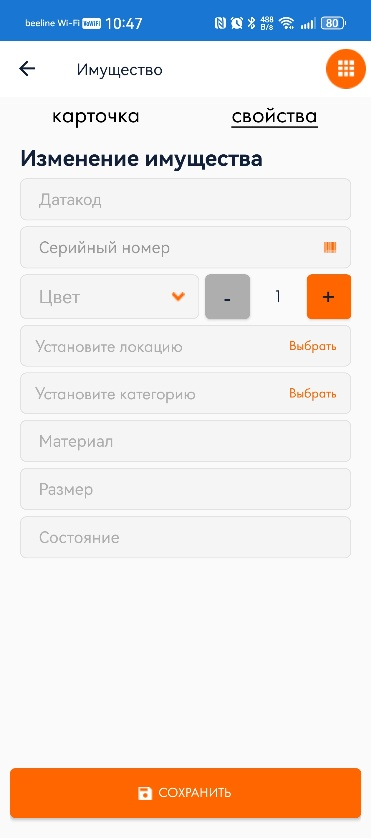 beeline Wi-Fi VoWiFi 10:47 488 B/s 80
Имущество
карточка свойства
Изменение имущества
Датакод
Серийный номер
Цвет - 1 +
Установите локацию Выбрать
Установите категорию Выбрать
Материал
Размер
Состояние
СОХРАНИТЬ